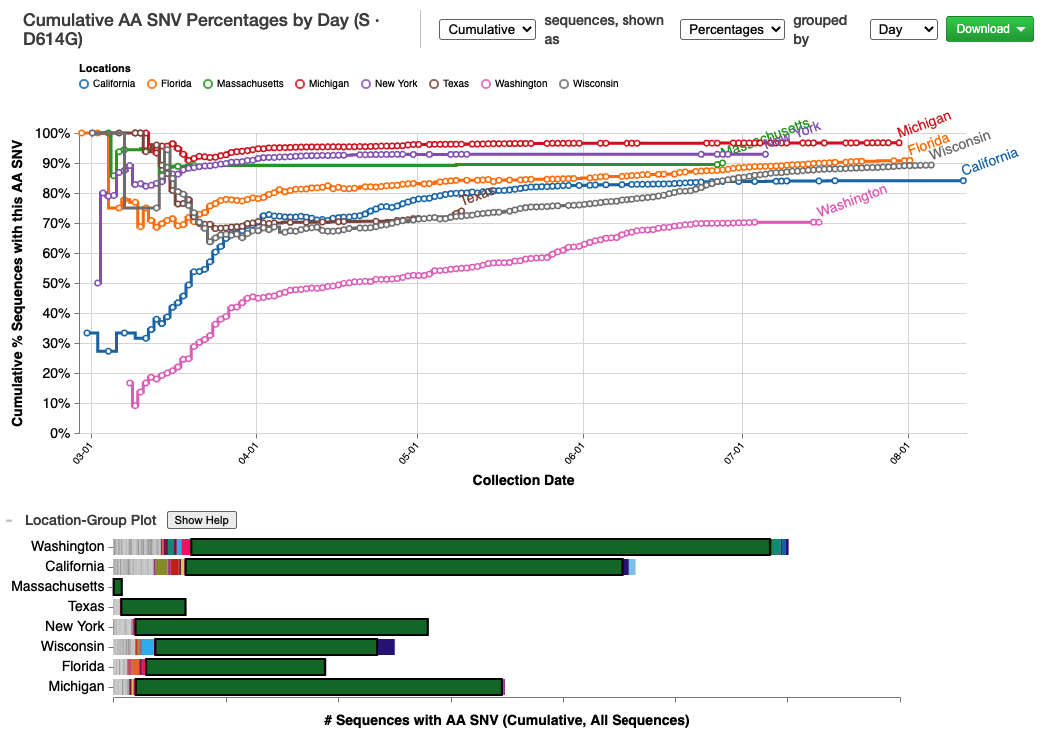 Cumulative AA SNV Percentages by Day (S ·
D614G)
Cumulative
sequences, shown
as
Percentages
grouped
by
Day
Download
Locations
California Florida Massachusetts Michigan New York Texas Washington Wisconsin
Cumulative % Sequences with this AA SNV
100%
90%
80%
70%
60%
50%
40%
30%
20%
10%
0%
Michigan
Massachusetts
New York
Florida
Wisconsin
California
Texas
Washington
03-01
04-01
05-01
06-01
07-01
08-01
Collection Date
Location-Group Plot
Show Help
Washington
California
Massachusetts
Texas
New York
Wisconsin
Florida
Michigan
# Sequences with AA SNV (Cumulative, All Sequences)